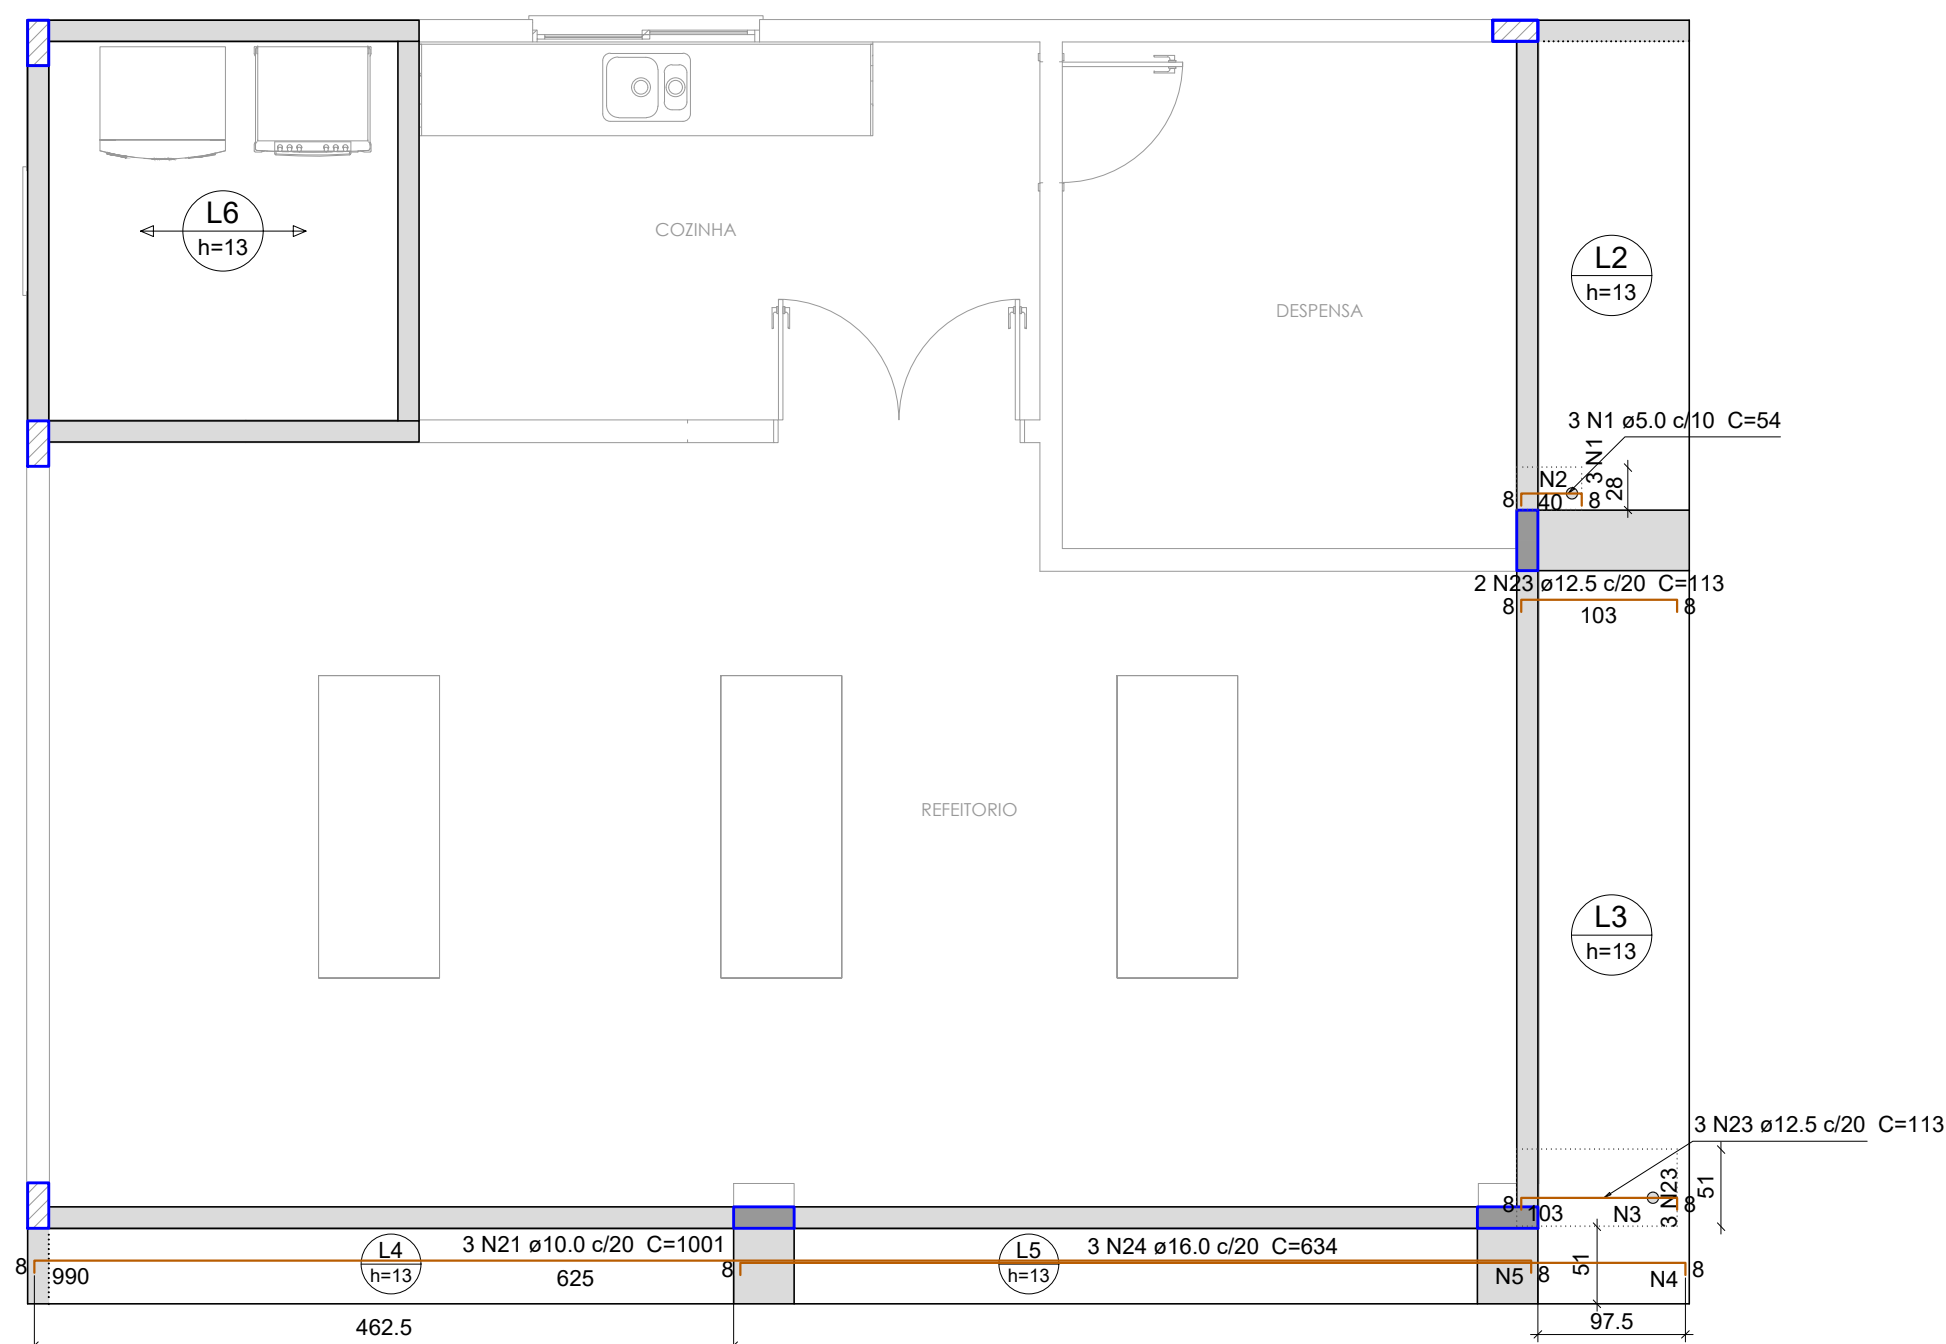 L6
h=13
COZINHA
DESPENSA
L2
h=13
3 N1 ø5.0 c/10 C=54
3 N1
N2
28
8
40
8
2 N23 ø12.5 c/20 C=113
8
103
8
REFEITORIO
L3
h=13
3 N23 ø12.5 c/20 C=113
51
3 N23
8
103
N3
8
L4
h=13
3 N21 ø10.0 c/20 C=1001
L5
h=13
3 N24 ø16.0 c/20 C=634
51
8
990
625
8
N5
8
N4
8
462.5
97.5